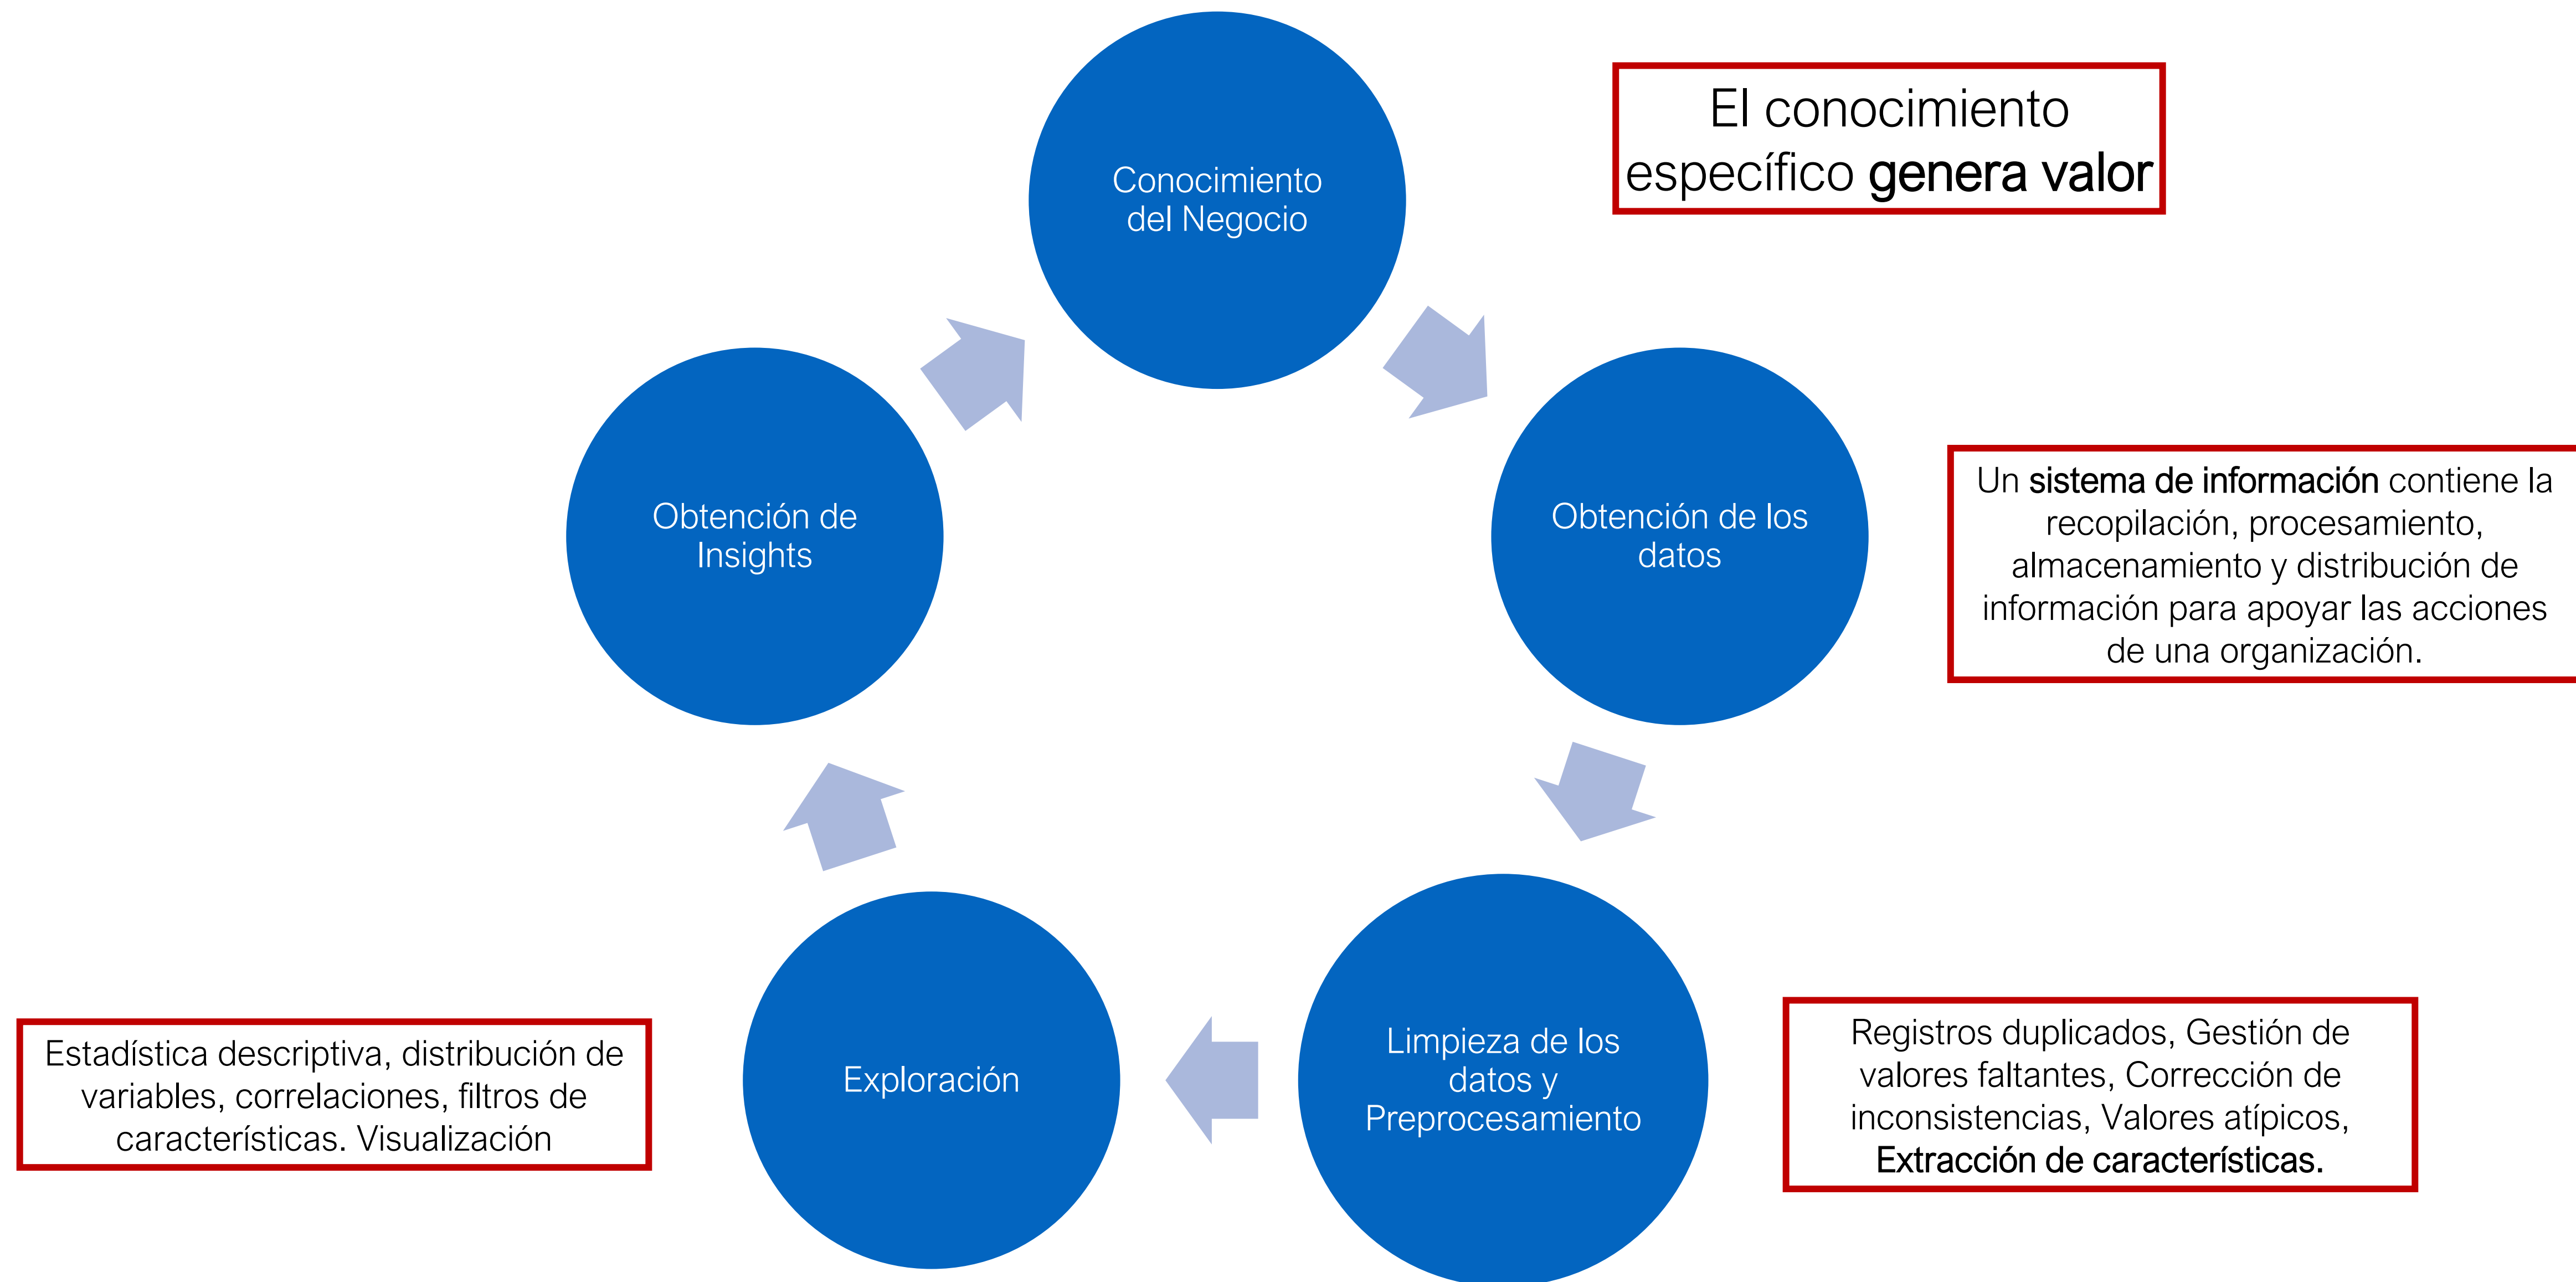 Conocimiento
del Negocio
El conocimiento
específico genera valor
Obtención de los
datos
Un sistema de información contiene la
recopilación, procesamiento,
almacenamiento y distribución de
información para apoyar las acciones
de una organización.
Limpieza de los
datos y
Preprocesamiento
Registros duplicados, Gestión de
valores faltantes, Corrección de
inconsistencias, Valores atípicos,
Extracción de características.
Exploración
Estadística descriptiva, distribución de
variables, correlaciones, filtros de
características. Visualización
Obtención de
Insights